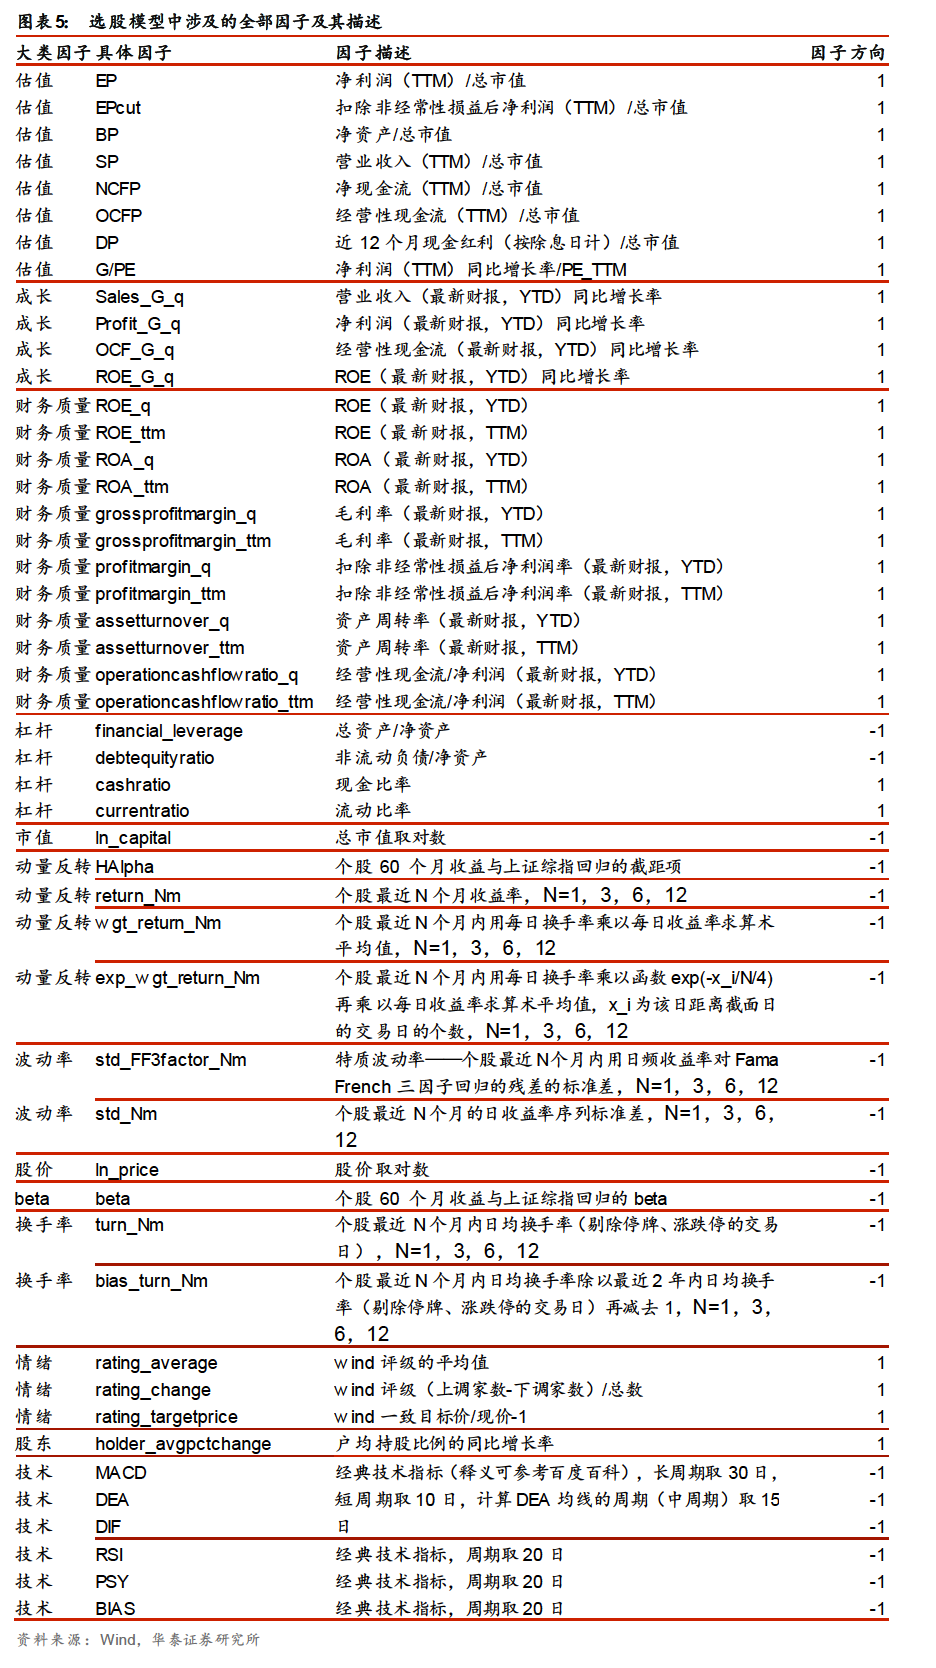 图表5： 选股模型中涉及的全部因子及其描述
大类因子 具体因子 因子描述 因子方向
估值 EP 净利润（TTM）/总市值 1
估值 EPcut 扣除非经常性损益后净利润（TTM）/总市值 1
估值 BP 净资产/总市值 1
估值 SP 营业收入（TTM）/总市值 1
估值 NCFP 净现金流（TTM）/总市值 1
估值 OCFP 经营性现金流（TTM）/总市值 1
估值 DP 近 12 个月现金红利（按除息日计）/总市值 1
估值 G/PE 净利润（TTM）同比增长率/PE_TTM 1
成长 Sales_G_q 营业收入（最新财报，YTD）同比增长率 1
成长 Profit_G_q 净利润（最新财报，YTD）同比增长率 1
成长 OCF_G_q 经营性现金流（最新财报，YTD）同比增长率 1
成长 ROE_G_q ROE（最新财报，YTD）同比增长率 1
财务质量 ROE_q ROE（最新财报，YTD） 1
财务质量 ROE_ttm ROE（最新财报，TTM） 1
财务质量 ROA_q ROA（最新财报，YTD） 1
财务质量 ROA_ttm ROA（最新财报，TTM） 1
财务质量 grossprofitmargin_q 毛利率（最新财报，YTD） 1
财务质量 grossprofitmargin_ttm 毛利率（最新财报，TTM） 1
财务质量 profitmargin_q 扣除非经常性损益后净利润率（最新财报，YTD） 1
财务质量 profitmargin_ttm 扣除非经常性损益后净利润率（最新财报，TTM） 1
财务质量 assetturnover_q 资产周转率（最新财报，YTD） 1
财务质量 assetturnover_ttm 资产周转率（最新财报，TTM） 1
财务质量 operationcashflowratio_q 经营性现金流/净利润（最新财报，YTD） 1
财务质量 operationcashflowratio_ttm 经营性现金流/净利润（最新财报，TTM） 1
杠杆 financial_leverage 总资产/净资产 -1
杠杆 debtequityratio 非流动负债/净资产 -1
杠杆 cashratio 现金比率 1
杠杆 currentratio 流动比率 1
市值 ln_capital 总市值取对数 -1
动量反转 HAlpha 个股 60 个月收益与上证综指回归的截距项 -1
动量反转 return_Nm 个股最近 N 个月收益率，N=1，3，6，12 -1
动量反转 wgt_return_Nm 个股最近 N 个月内用每日换手率乘以每日收益率求算术 -1
平均值，N=1，3，6，12
动量反转 exp_wgt_return_Nm 个股最近 N 个月内用每日换手率乘以函数 exp(-x_i/N/4) -1
再乘以每日收益率求算术平均值，x_i 为该日距离截面日
的交易日的个数，N=1，3，6，12
波动率 std_FF3factor_Nm 特质波动率——个股最近 N个月内用日频收益率对 Fama -1
French 三因子回归的残差的标准差，N=1，3，6，12
波动率 std_Nm 个股最近 N 个月的日收益率序列标准差，N=1，3，6， -1
12
股价 ln_price 股价取对数 -1
beta beta 个股 60 个月收益与上证综指回归的 beta -1
换手率 turn_Nm 个股最近 N个月内日均换手率（剔除停牌、涨跌停的交易 -1
日），N=1，3，6，12
换手率 bias_turn_Nm 个股最近 N 个月内日均换手率除以最近 2 年内日均换手 -1
率（剔除停牌、涨跌停的交易日）再减去 1，N=1，3，
6，12
情绪 rating_average wind 评级的平均值 1
情绪 rating_change wind 评级（上调家数-下调家数）/总数 1
情绪 rating_targetprice wind 一致目标价/现价-1 1
股东 holder_avgpctchange 户均持股比例的同比增长率 1
技术 MACD 经典技术指标（释义可参考百度百科），长周期取 30 日， -1
技术 DEA 短周期取 10 日，计算 DEA 均线的周期（中周期）取 15 -1
技术 DIF 日 -1
技术 RSI 经典技术指标，周期取 20 日 -1
技术 PSY 经典技术指标，周期取 20 日 -1
技术 BIAS 经典技术指标，周期取 20 日 -1
资料来源：Wind，华泰证券研究所